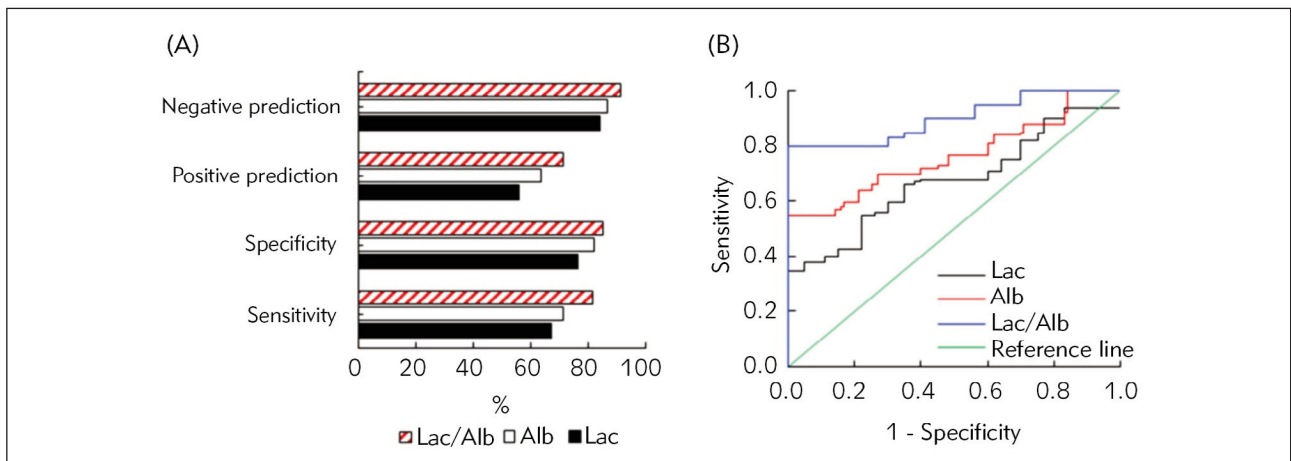 (A)
Negative prediction
Positive prediction
Specificity
Sensitivity
0 20 40 60 80 100
%
Lac/Alb Alb Lac
(B)
1.0
0.8
0.6
0.4
0.2
0.0
Sensitivity
Lac
Alb
Lac/Alb
Reference line
0.0 0.2 0.4 0.6 0.8 1.0
1 - Specificity